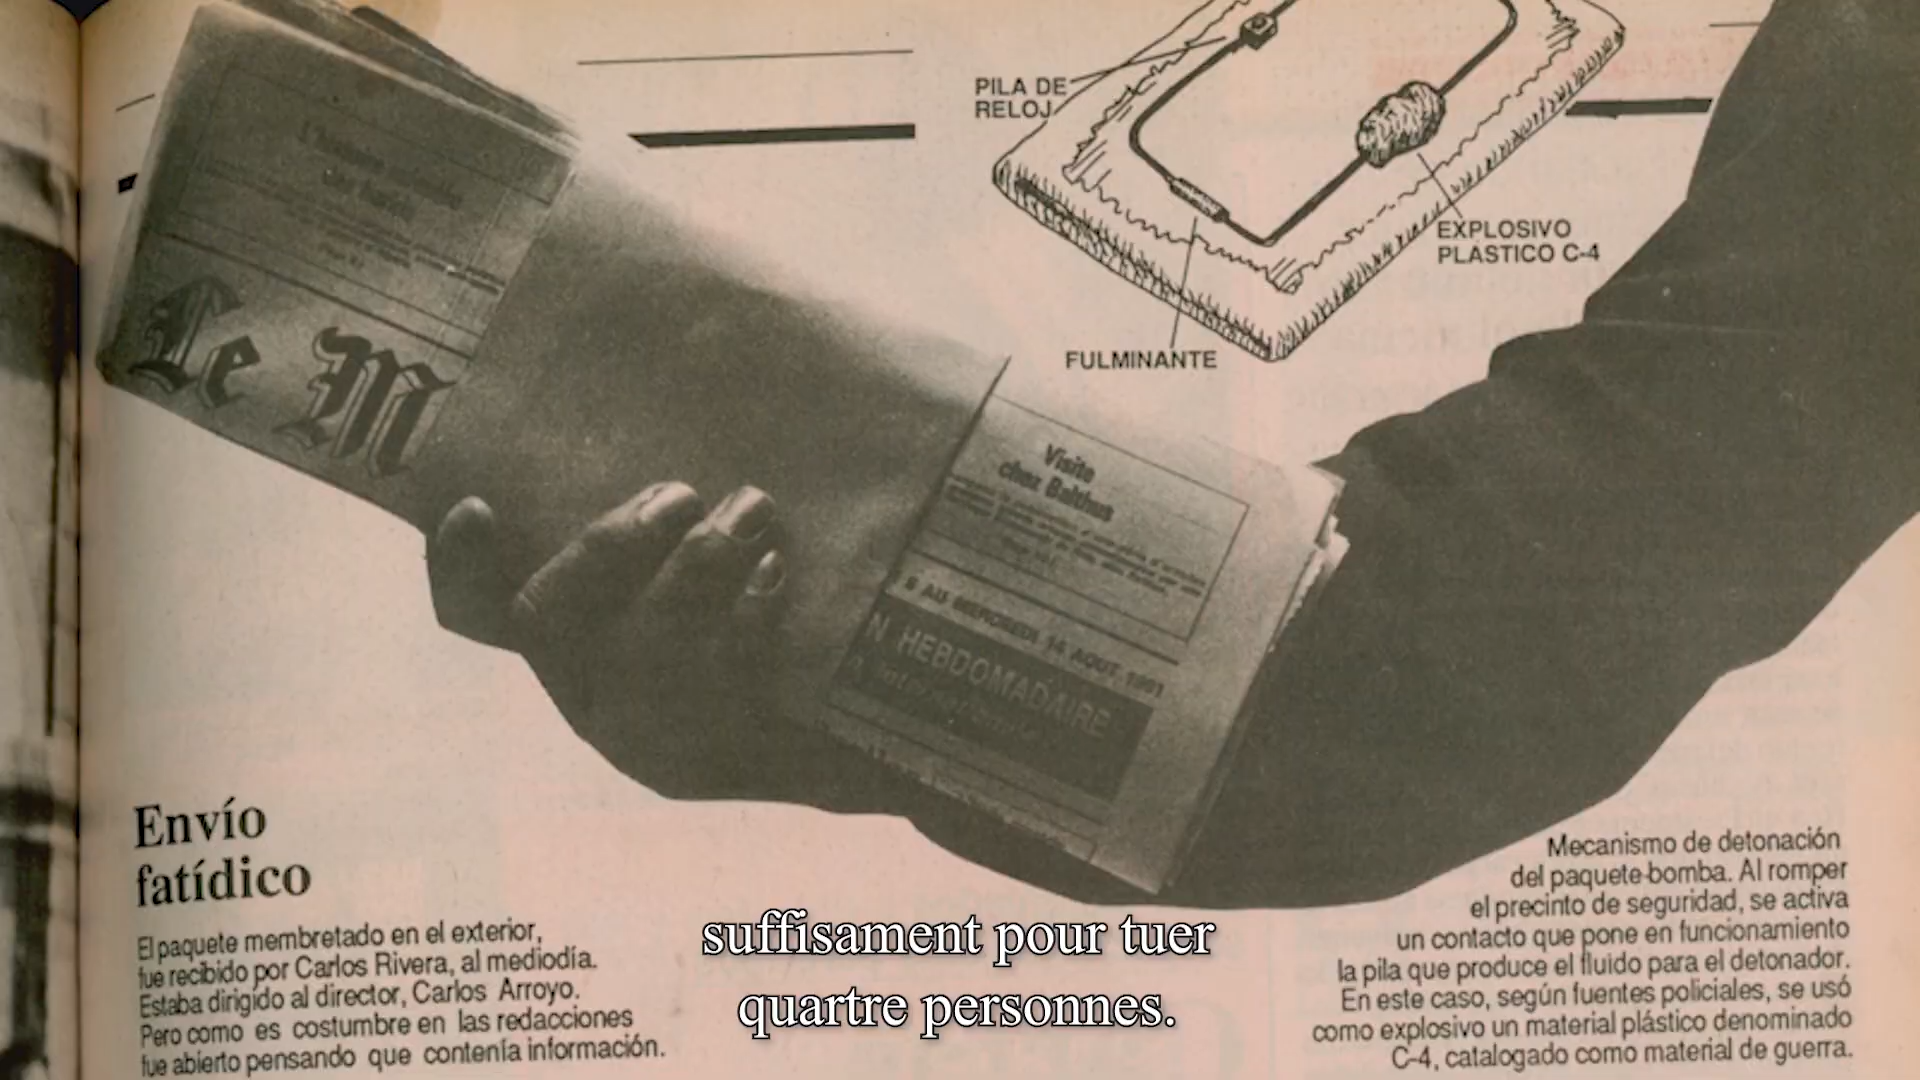 PILA DE
RELOJ
EXPLOSIVO
PLASTICO C-4
FULMINANTE
Le M
Visite
chez Balthus
AU MERCREDI 14 AOUT 1991
N HEBDOMADAIRE
Envío
fatídico
El paquete membretado en el exterior,
fue recibido por Carlos Rivera, al mediodía.
Estaba dirigido al director, Carlos Arroyo.
Pero como es costumbre en las redacciones
fue abierto pensando que contenía información.
Mecanismo de detonación
del paquete-bomba. Al romper
el precinto de seguridad, se activa
un contacto que pone en funcionamiento
la pila que produce el fluido para el detonador.
En este caso, según fuentes policiales, se usó
como explosivo un material plástico denominado
C-4, catalogado como material de guerra.
suffisament pour tuer
quartre personnes.